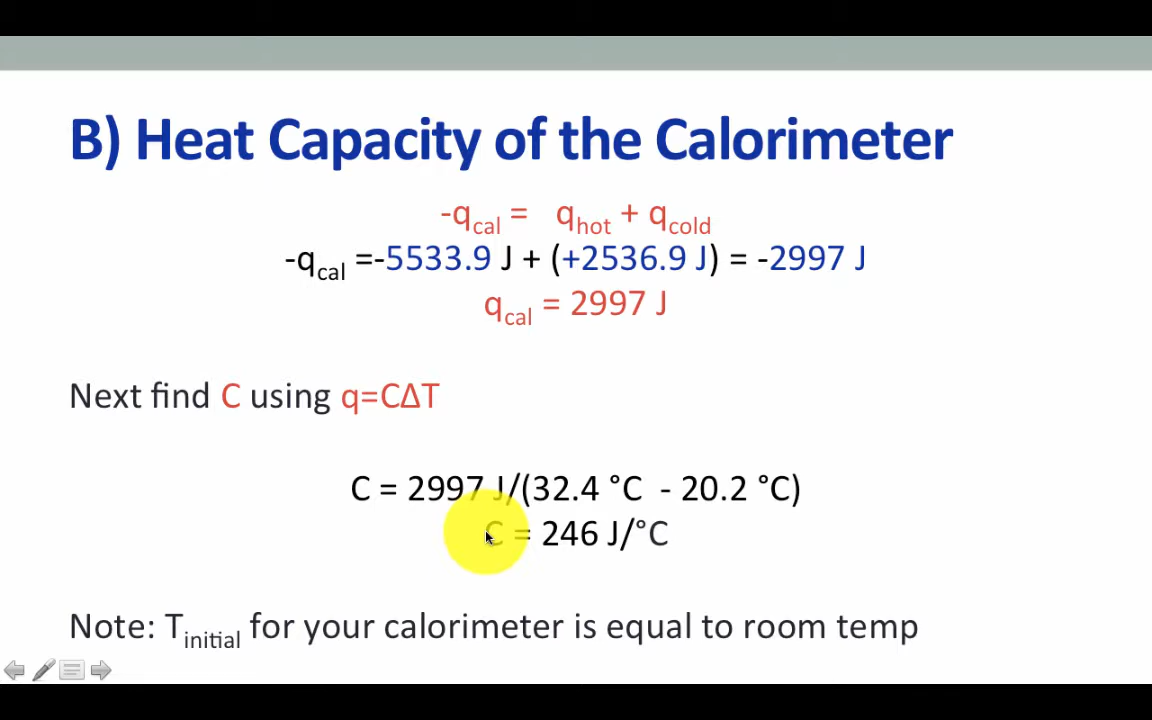 B) Heat Capacity of the Calorimeter
-qcal = qhot + qcold
-qcal =-5533.9 J + (+2536.9 J) = -2997 J
qcal = 2997 J
Next find C using q=CΔT
C = 2997 J/(32.4 °C - 20.2 °C)
C = 246 J/°C
Note: Tinitial for your calorimeter is equal to room temp